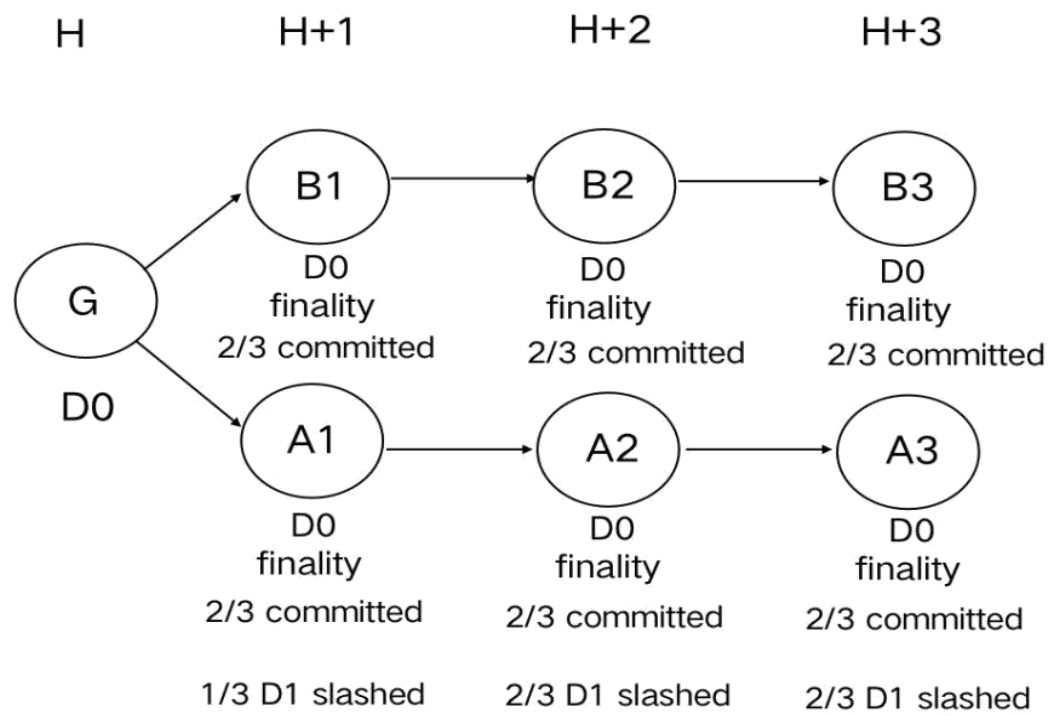 H H+1 H+2 H+3
B1 B2 B3
D0 D0 D0
finality finality finality
2/3 committed 2/3 committed 2/3 committed
G
D0
A1 A2 A3
D0 D0 D0
finality finality finality
2/3 committed 2/3 committed 2/3 committed
1/3 D1 slashed 2/3 D1 slashed 2/3 D1 slashed